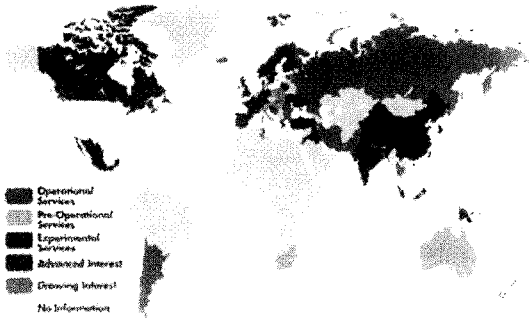 Operational
Services
Pre-Operational
Services
Experimental
Services
Advanced Interest
Growing Interest
No Information